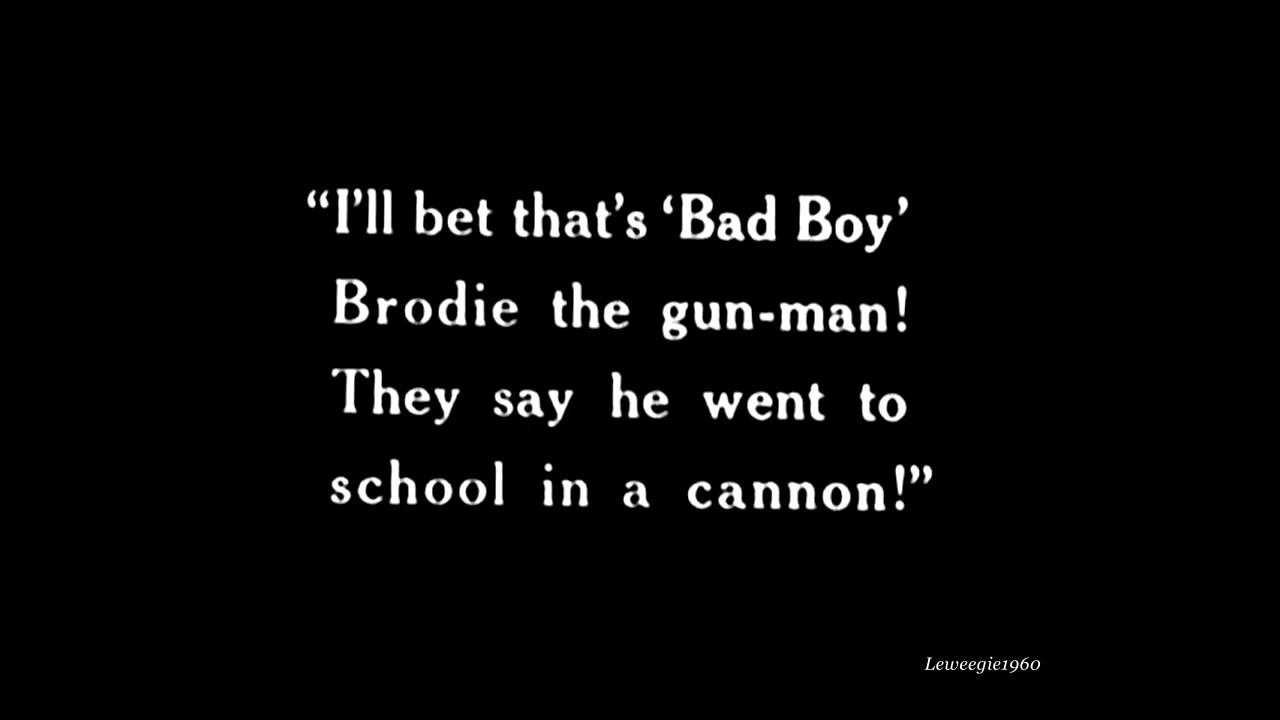 “I’ll bet that’s ‘Bad Boy’
Brodie the gun-man!
They say he went to
school in a cannon!”
Leweegie1960